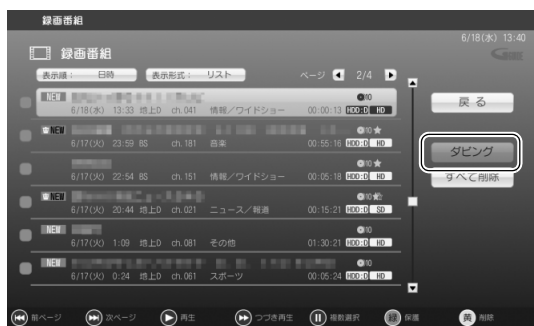 録画番組
6/18(水) 13:40
録画番組
表示順： 日時 表示形式： リスト ページ 2/4
NEW 10
6/18(水) 13:33 地上D ch.041 情報／ワイドショー 00:00:13 HDD:D HD
戻る
NEW 10★
6/17(火) 23:59 BS ch.181 音楽 00:55:16 HDD:D HD
ダビング
10★
6/17(火) 22:54 BS ch.151 情報／ワイドショー 00:05:18 HDD:D HD
すべて削除
NEW 10
6/17(火) 20:44 地上D ch.021 ニュース／報道 00:15:21 HDD:D SD
NEW 10
6/17(火) 1:09 地上D ch.081 その他 01:30:21 HDD:D HD
NEW 10
6/17(火) 0:24 地上D ch.061 スポーツ 00:05:24 HDD:D HD
前ページ 次ページ 再生 つづき再生 複数選択 緑 保護 黄 削除